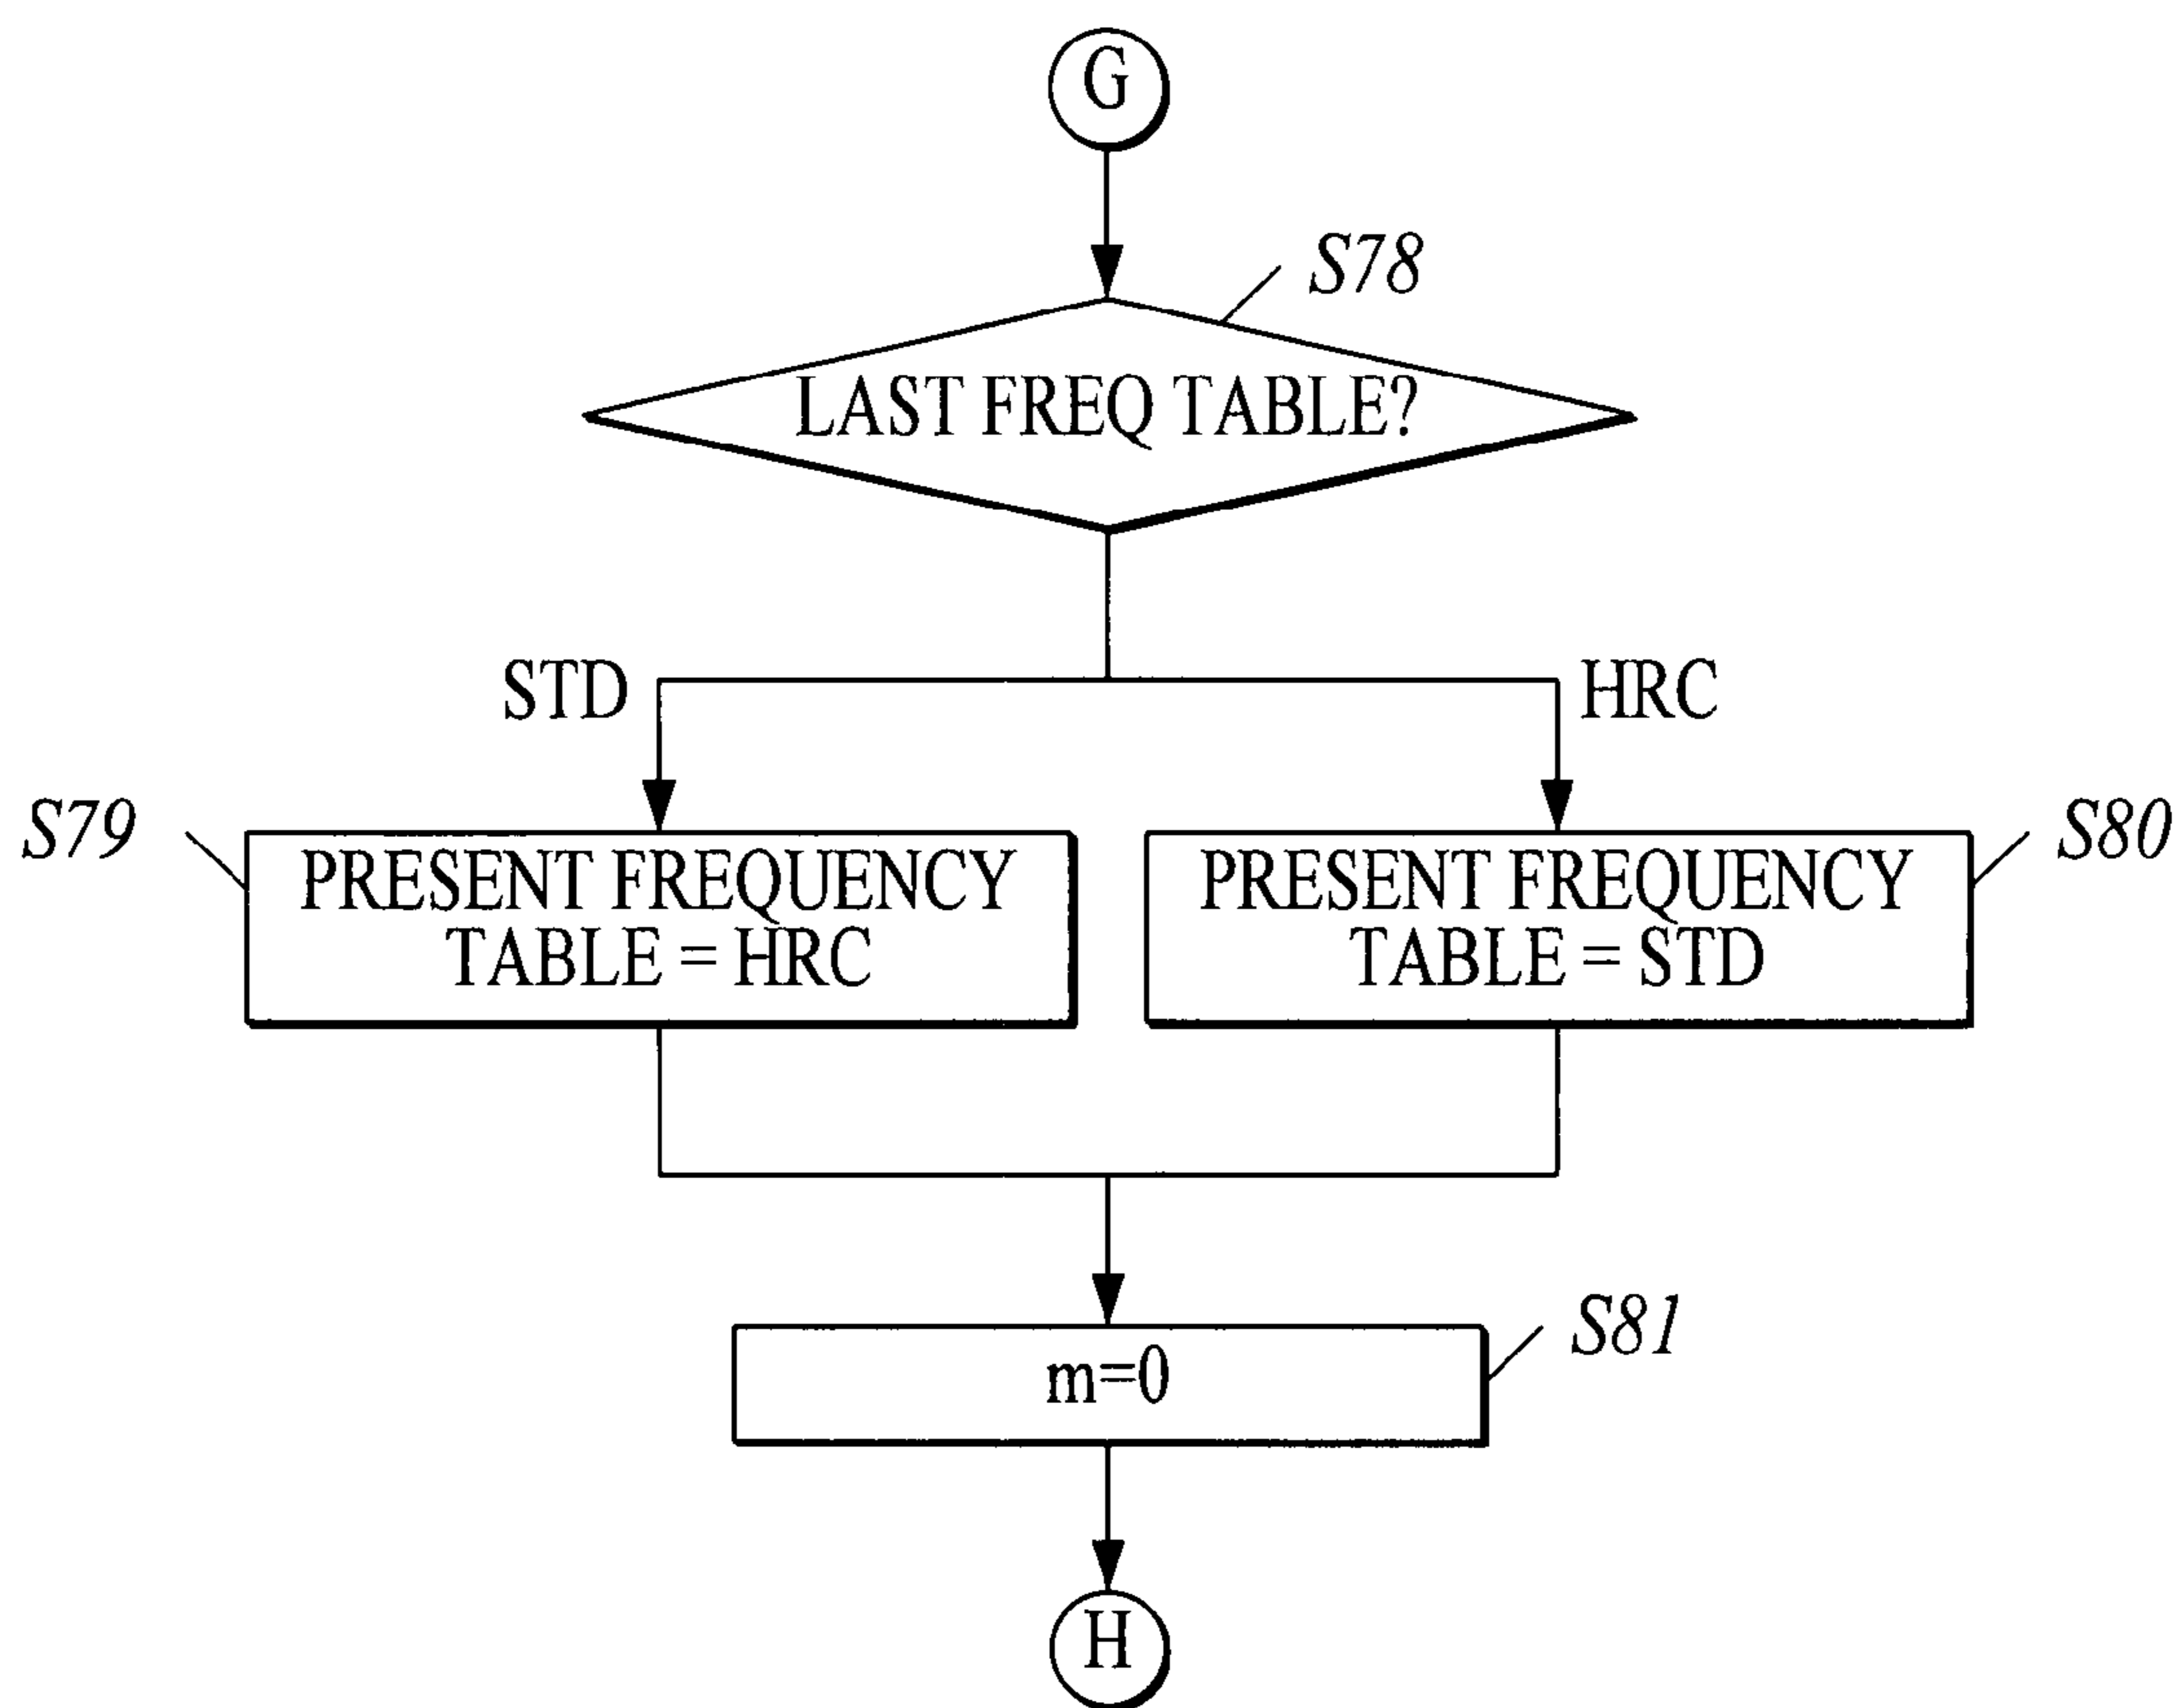 G
S78
LAST FREQ TABLE?
STD
HRC
S79
PRESENT FREQUENCY
TABLE = HRC
PRESENT FREQUENCY
TABLE = STD
S80
S81
m=0
H